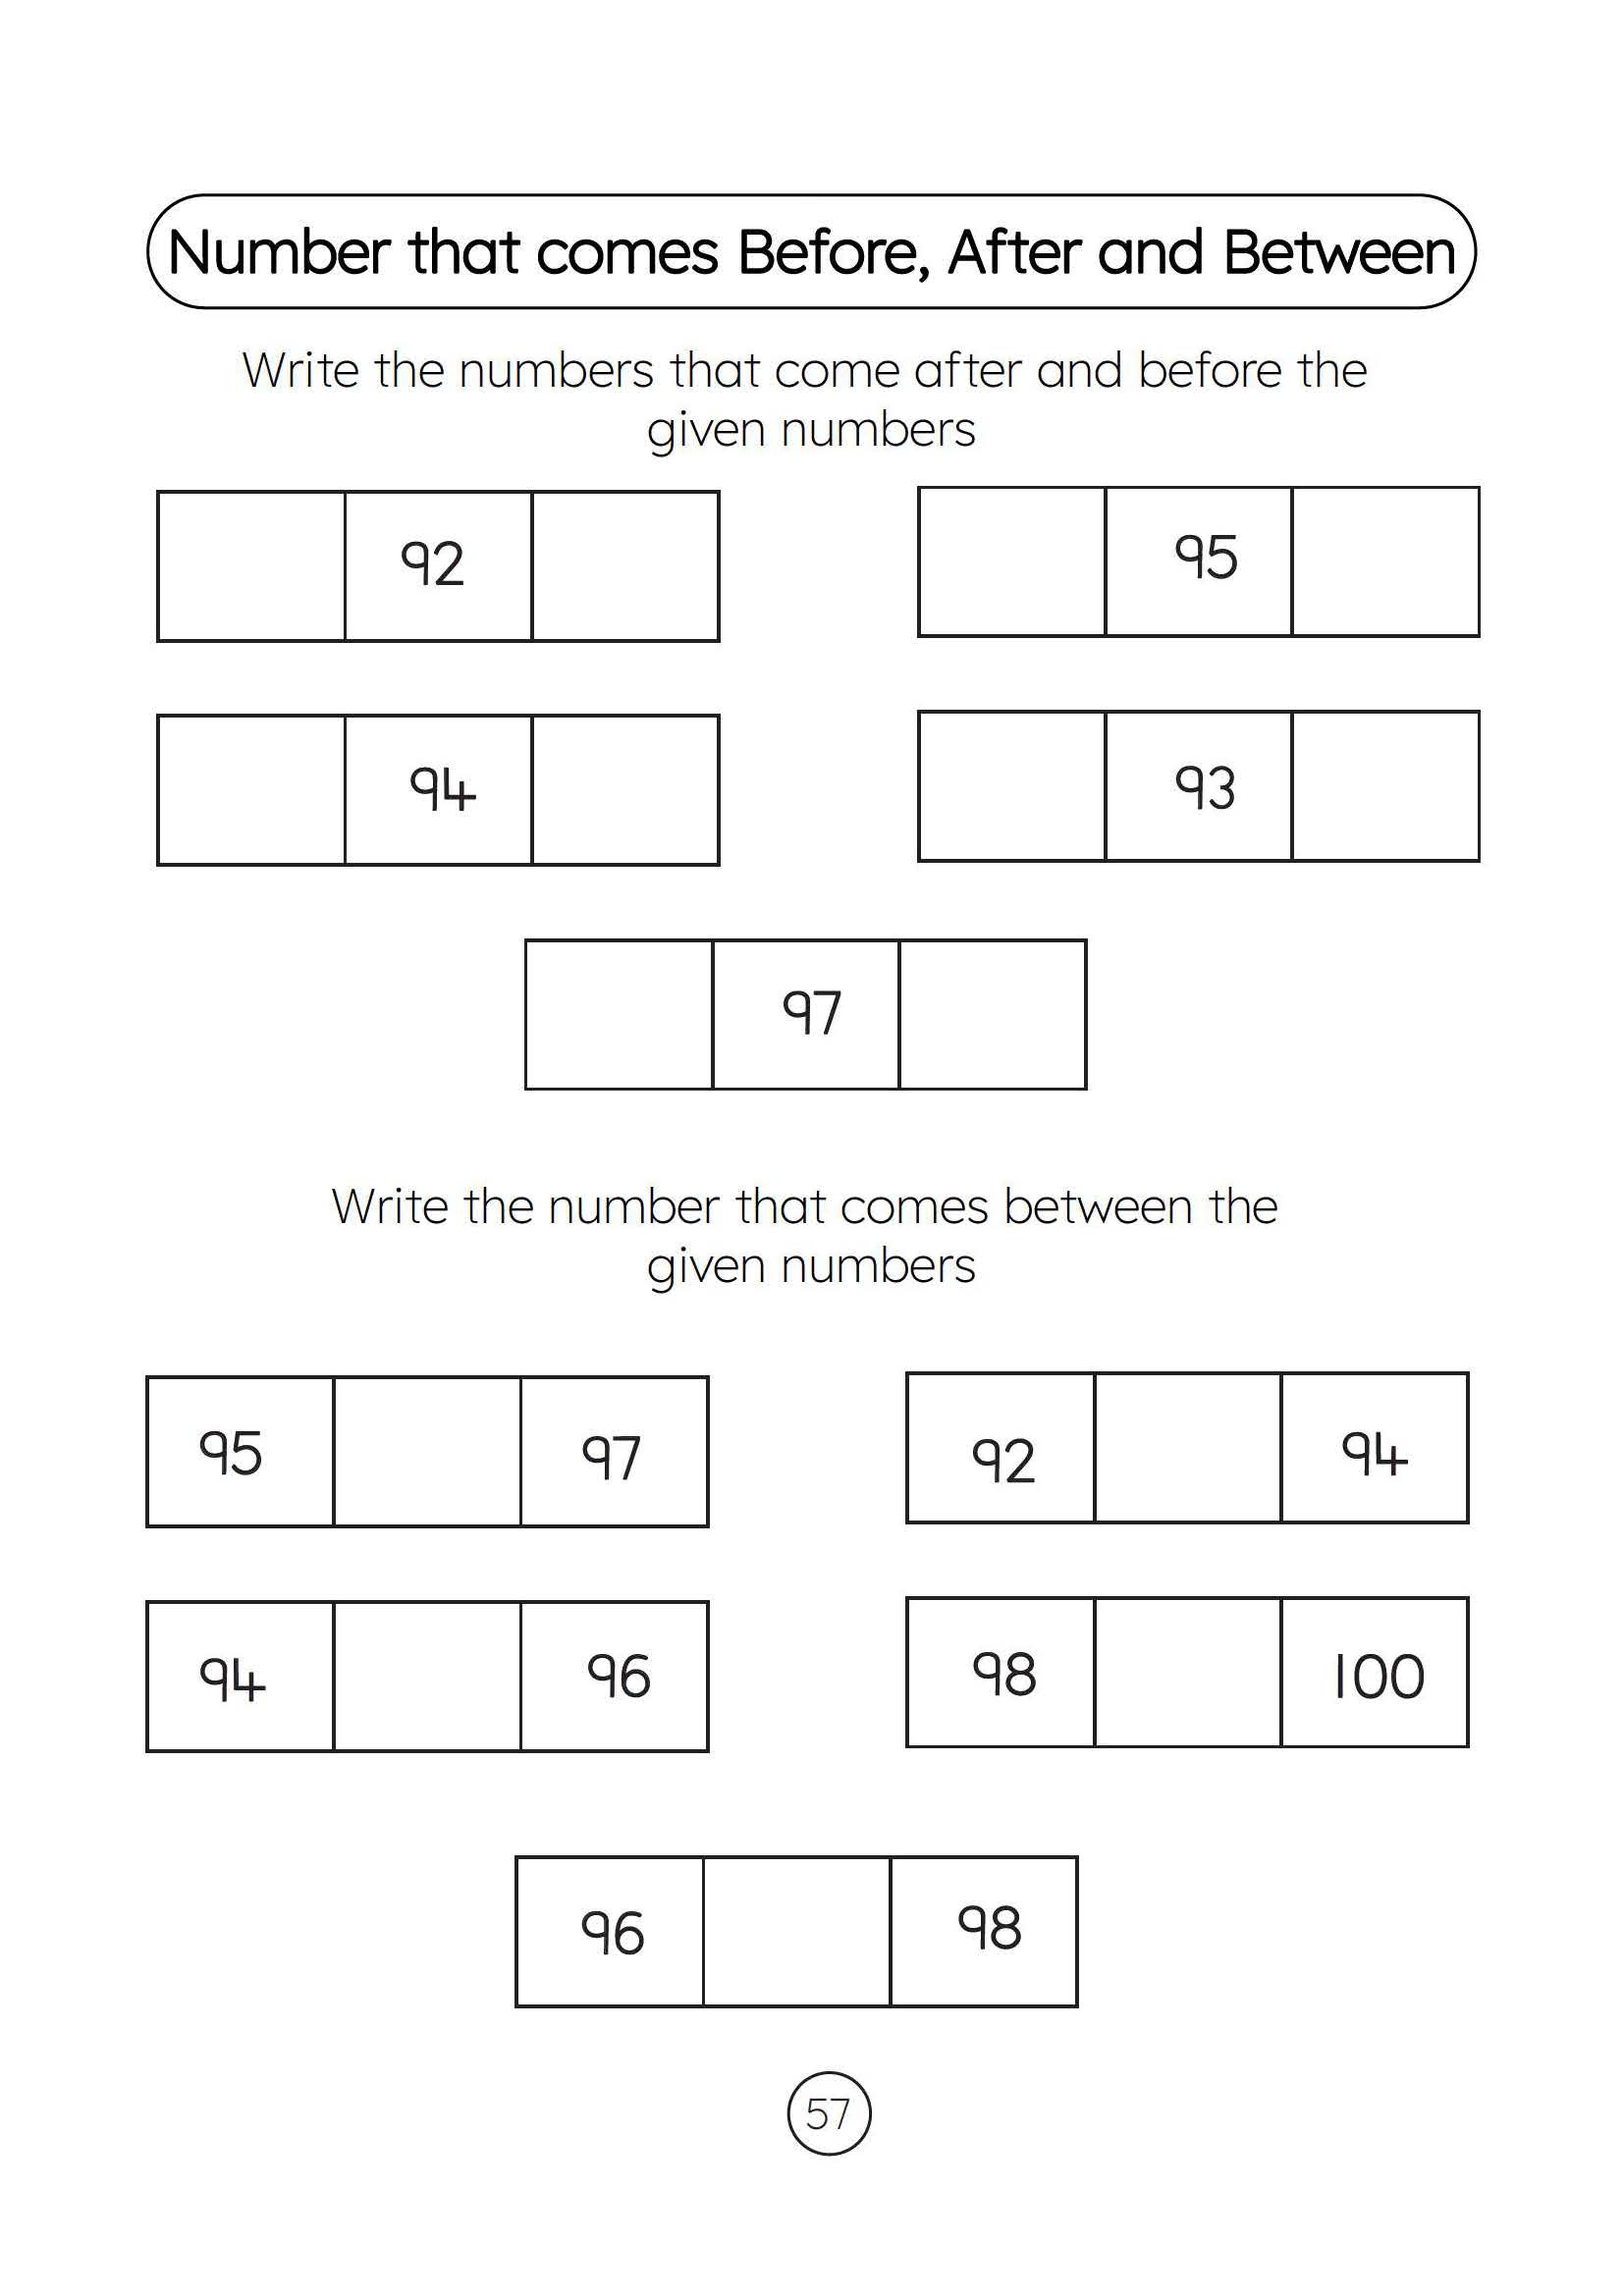 Number that comes Before, After and Between
Write the numbers that come after and before the
given numbers
92
95
94
93
97
Write the number that comes between the
given numbers
95 97
92 94
94 96
98 100
96 98
57